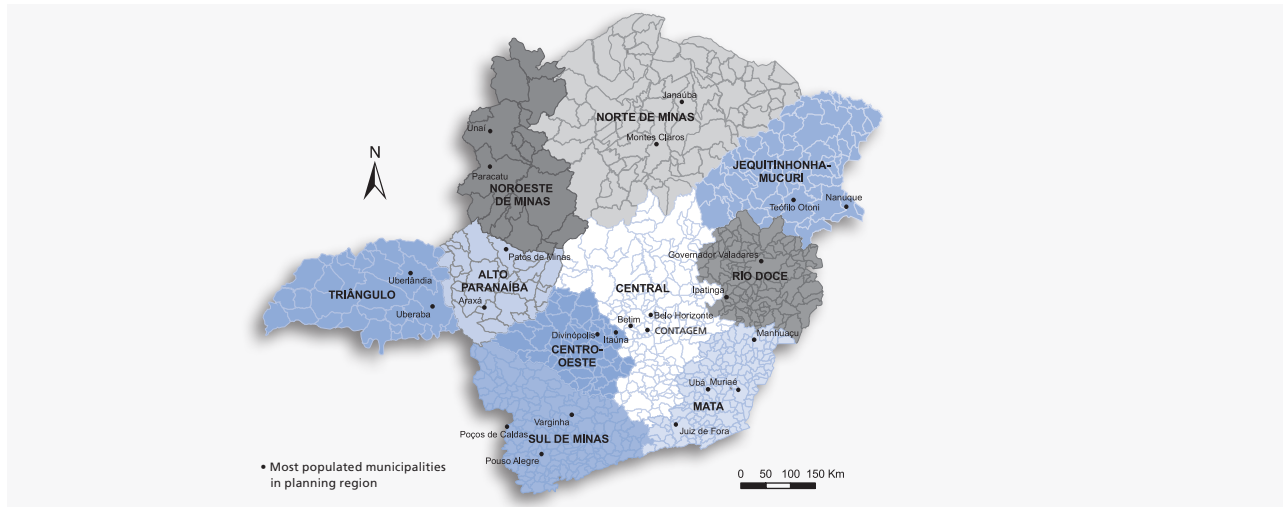 Janaúba
NORTE DE MINAS
Montes Claros
Unaí
Paracatu
NOROESTE
DE MINAS
N
JEQUITINHONHA-
MUCURI
Nanuque
Teófilo Otoni
Patos de Minas
Governador Valadares
RIO DOCE
Uberlândia
ALTO
PARANAÍBA
TRIÂNGULO
Araxá
Uberaba
CENTRAL
Ipatinga
Betim
Belo Horizonte
CONTAGEM
Divinópolis
Itaúna
CENTRO-
OESTE
Manhuaçu
Ubá
Muriaé
MATA
Juiz de Fora
Varginha
Poços de Caldas
SUL DE MINAS
Pouso Alegre
• Most populated municipalities
in planning region
0 50 100 150 Km